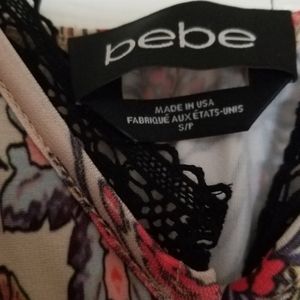 bebe
MADE IN USA
FABRIQUÉ AUX ÉTATS-UNIS
S/P